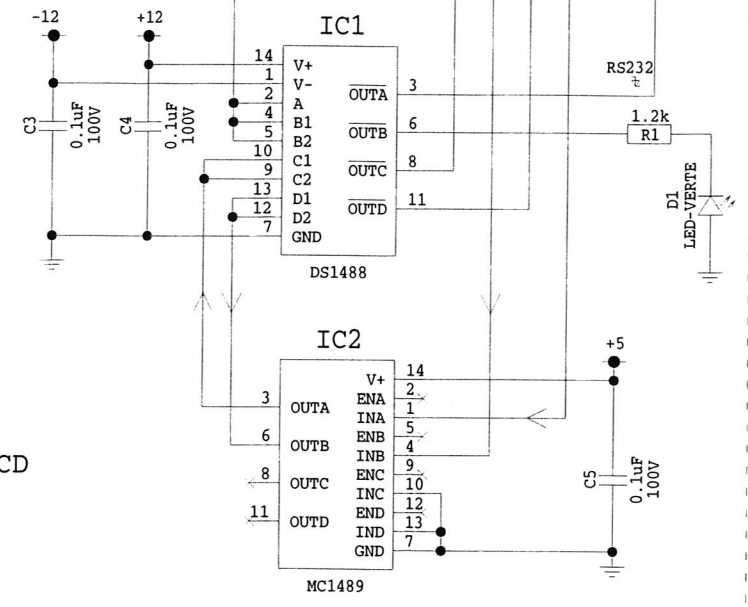 -12
+12
IC1
14 V+
1 V-
2 A
4 B1
5 B2
10 C1
9 C2
13 D1
12 D2
7 GND
OUTA 3
OUTB 6
OUTC 8
OUTD 11
DS1488
RS232
1.2k
R1
D1
LED-VERTE
C3
0.1uF
100V
C4
0.1uF
100V
IC2
3 OUTA
6 OUTB
8 OUTC
11 OUTD
V+ 14
ENA 2
INA 1
ENB 5
INB 4
ENC 9
INC 10
END 12
IND 13
GND 7
MC1489
+5
C5
0.1uF
100V
CD